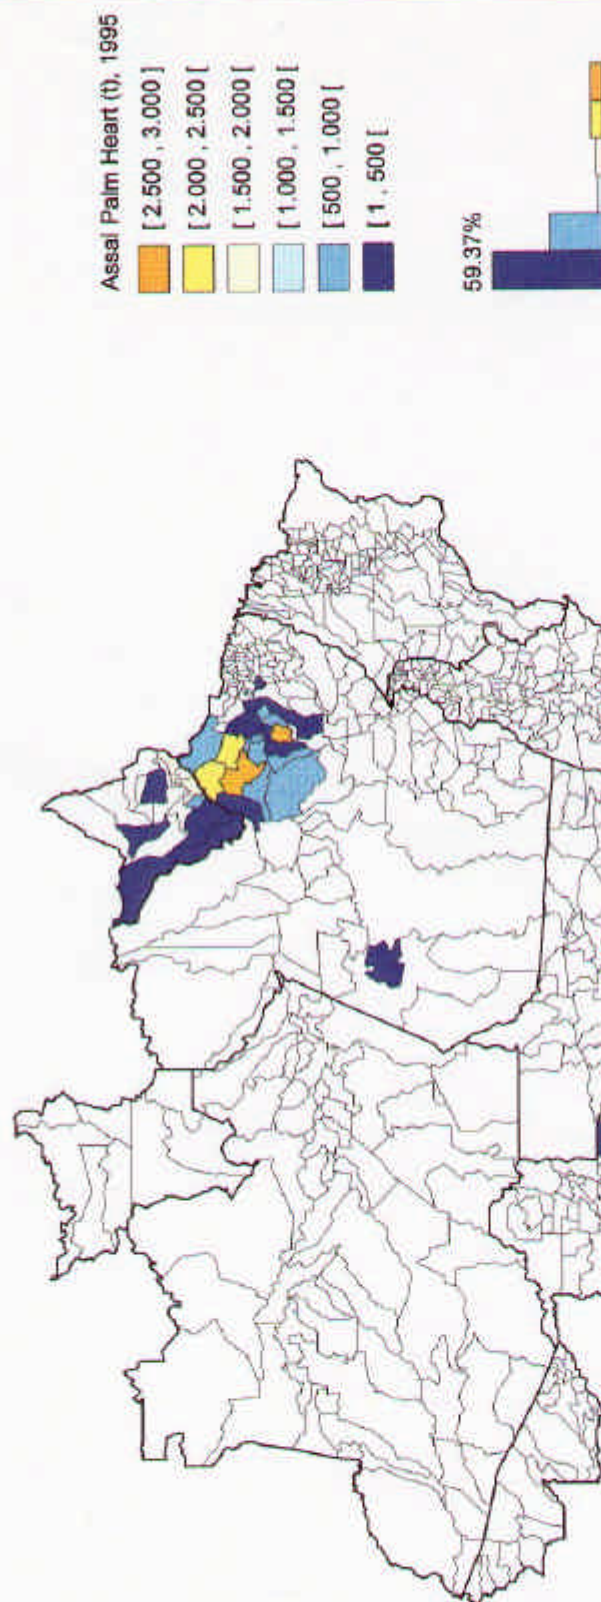 Assai Palm Heart (t), 1995
[ 2.500 , 3.000 ]
[ 2.000 , 2.500 [
[ 1.500 , 2.000 [
[ 1.000 , 1.500 [
[ 500 , 1.000 [
[ 1 , 500 [
59.37%